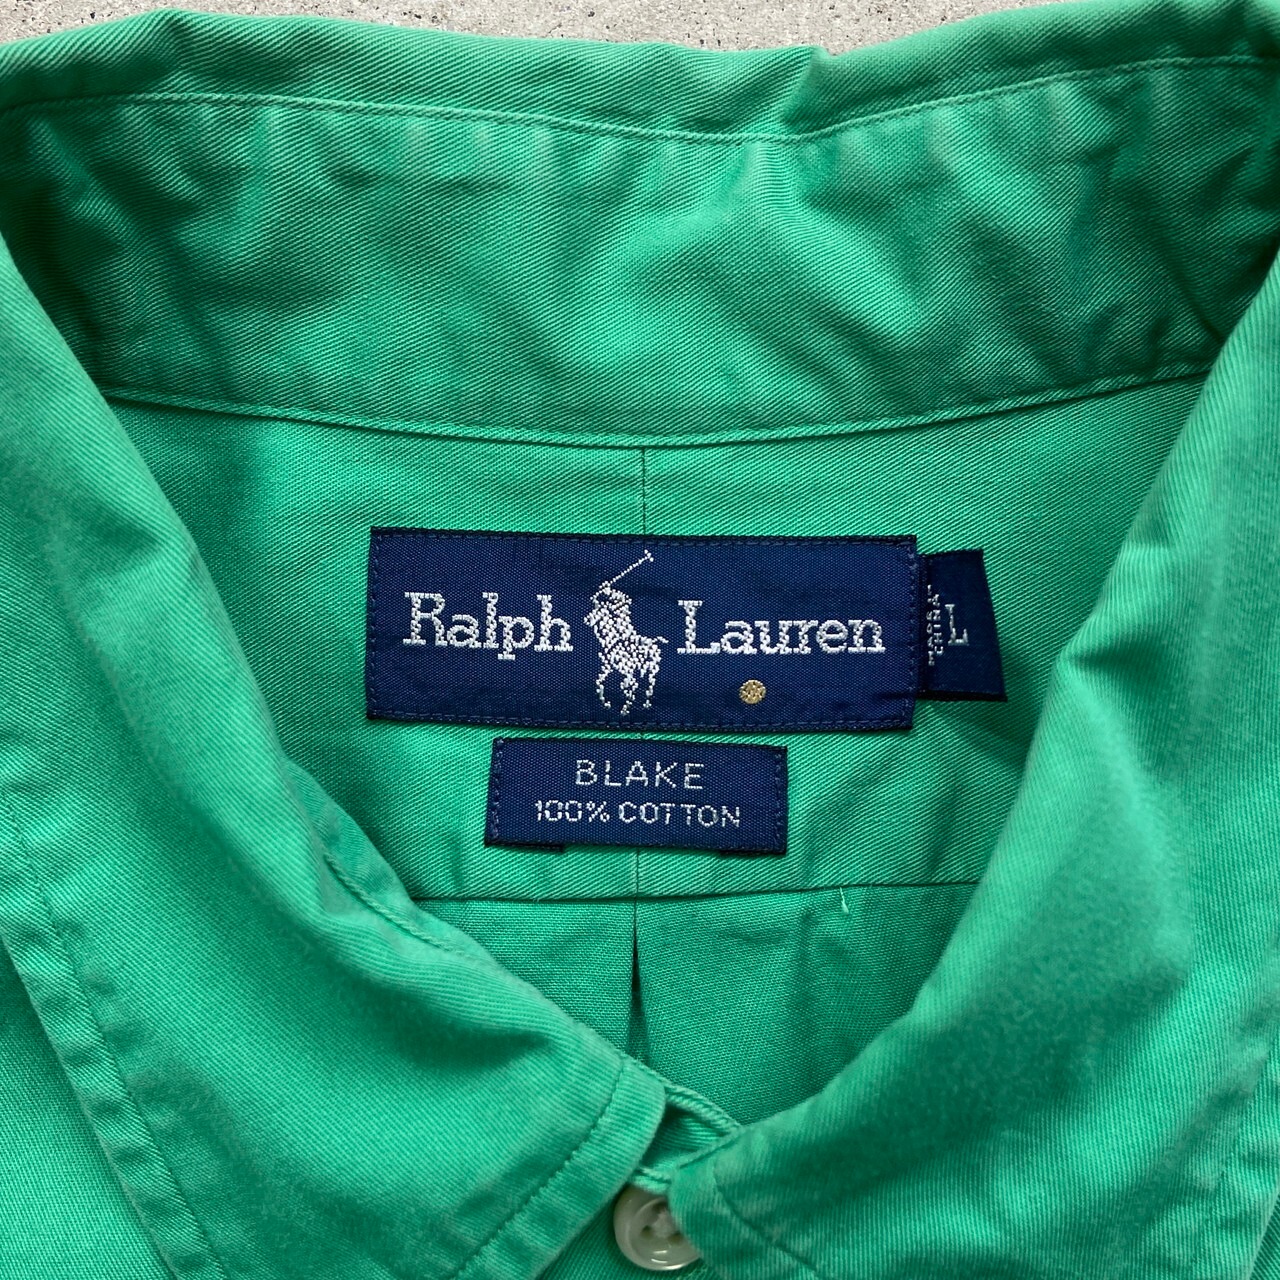 Ralph Lauren
L
BLAKE
100% COTTON